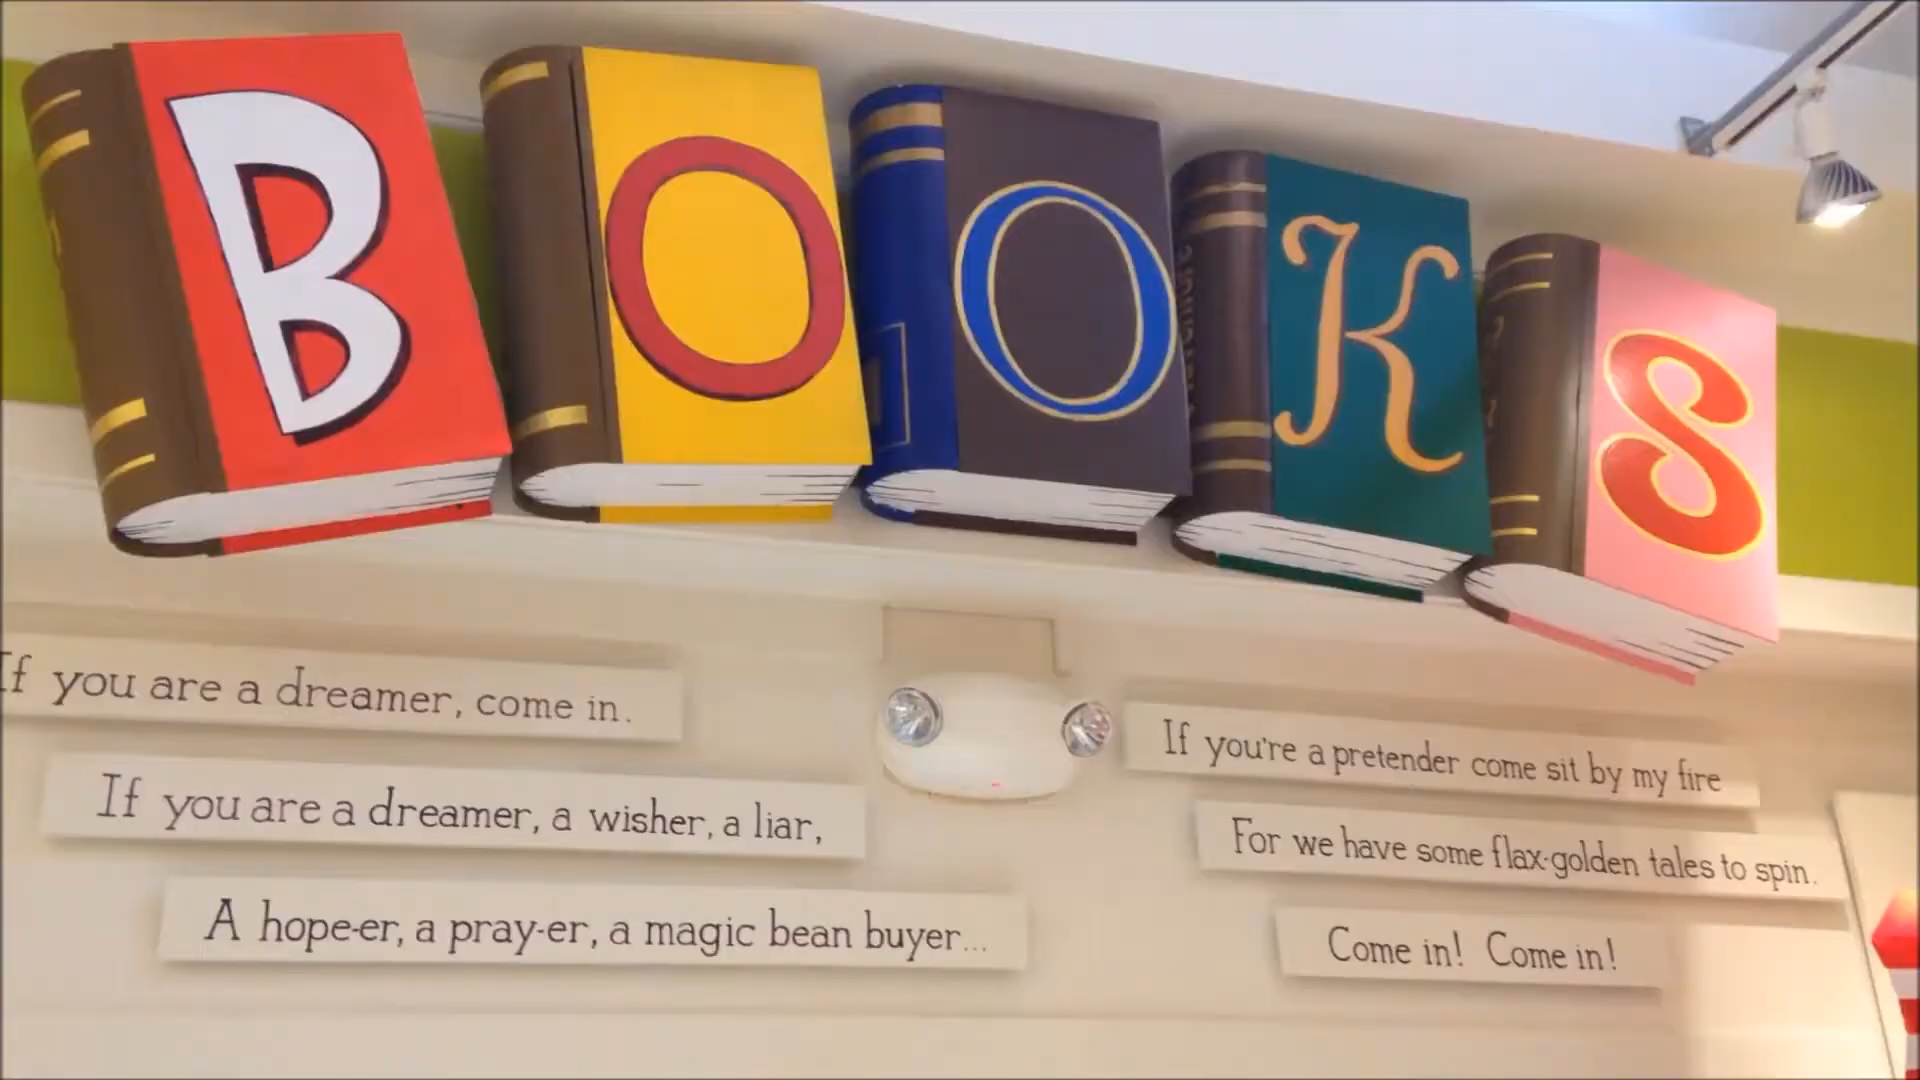 BOOKS
If you are a dreamer, come in.
If you are a dreamer, a wisher, a liar,
A hope-er, a pray-er, a magic bean buyer...
If you're a pretender come sit by my fire
For we have some flax-golden tales to spin.
Come in! Come in!